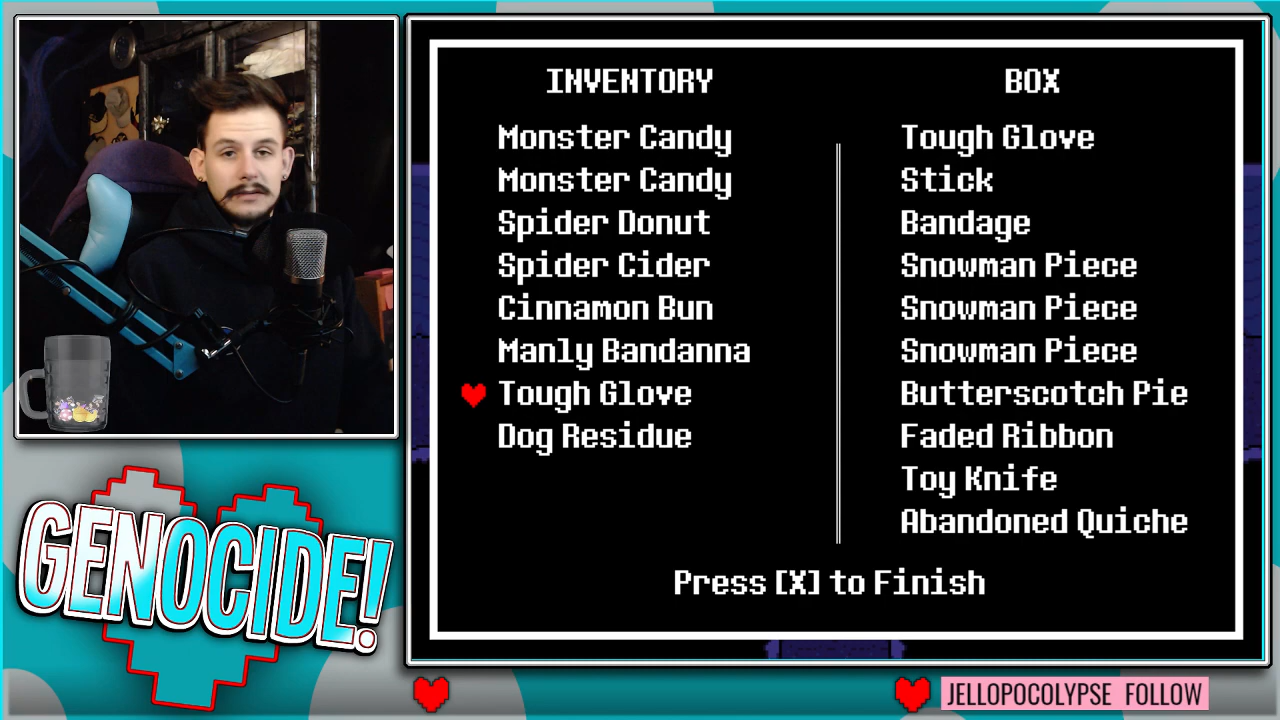 INVENTORY
Monster Candy
Monster Candy
Spider Donut
Spider Cider
Cinnamon Bun
Manly Bandanna
Tough Glove
Dog Residue
BOX
Tough Glove
Stick
Bandage
Snowman Piece
Snowman Piece
Snowman Piece
Butterscotch Pie
Faded Ribbon
Toy Knife
Abandoned Quiche
Press [X] to Finish
GENOCIDE!
JELLOPOCOLYPSE FOLLOW